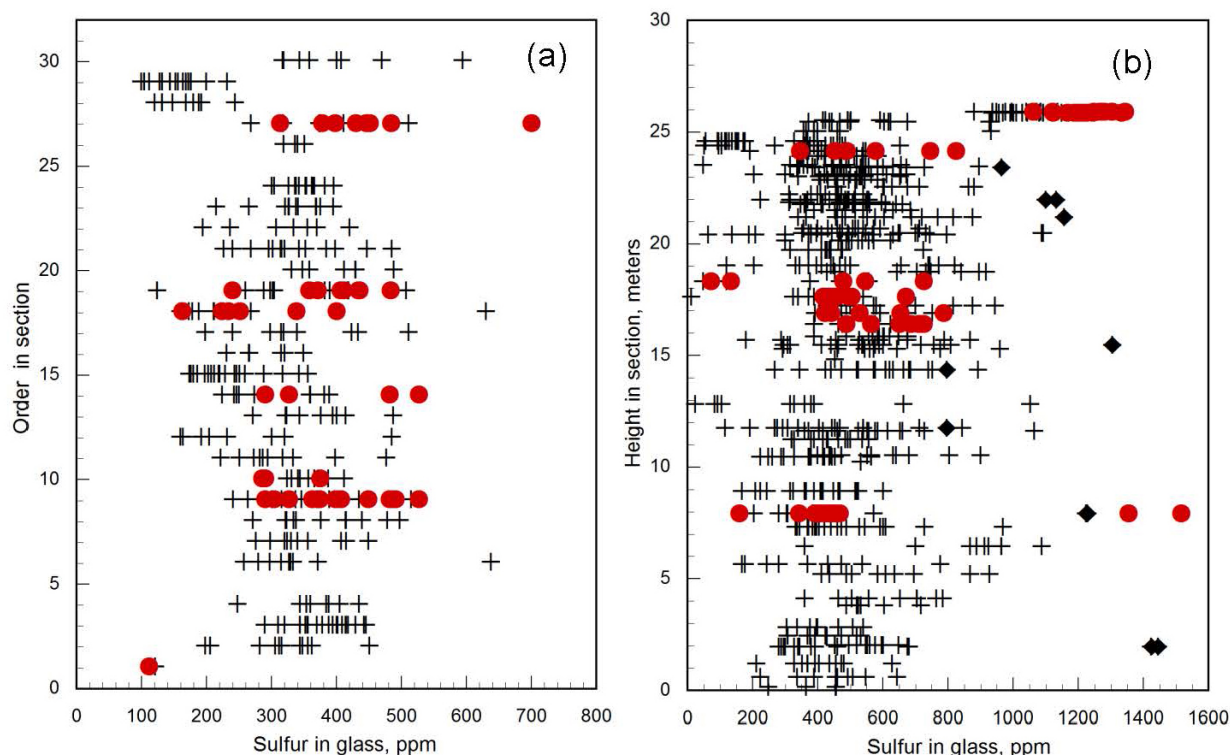 (a)
30
25
20
15
10
5
0
Order in section
0 100 200 300 400 500 600 700 800
Sulfur in glass, ppm
(b)
30
25
20
15
10
5
0
Height in section, meters
0 200 400 600 800 1000 1200 1400 1600
Sulfur in glass, ppm